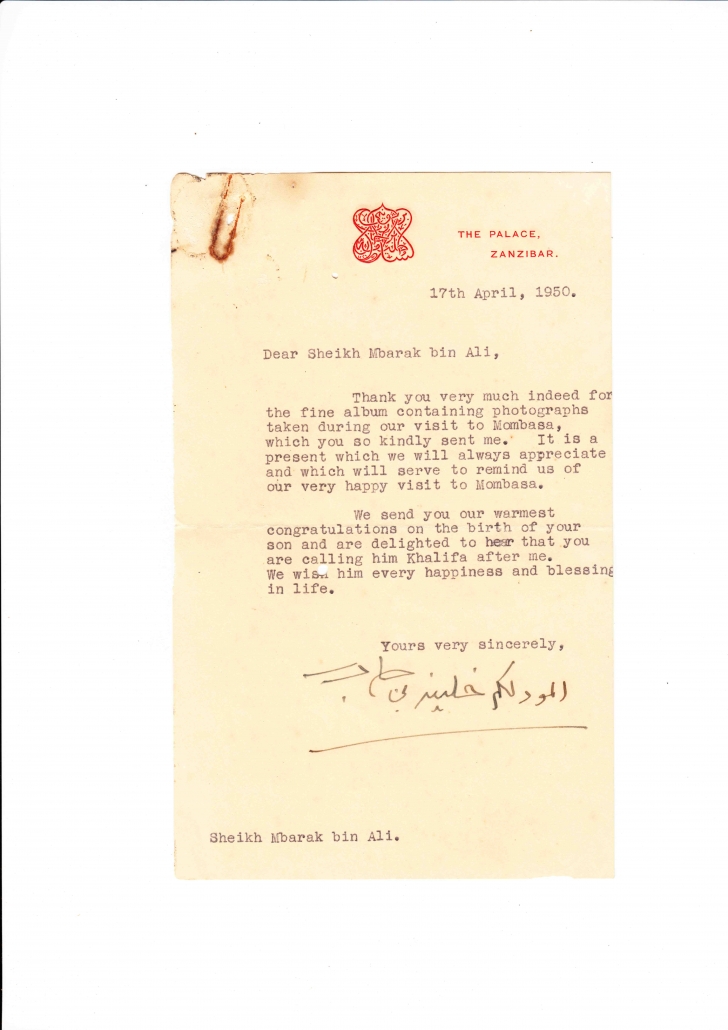 THE PALACE,
ZANZIBAR.
17th April, 1950.
Dear Sheikh Mbarak bin Ali,
Thank you very much indeed for
the fine album containing photographs
taken during our visit to Mombasa,
which you so kindly sent me. It is a
present which we will always appreciate
and which will serve to remind us of
our very happy visit to Mombasa.
We send you our warmest
congratulations on the birth of your
son and are delighted to hear that you
are calling him Khalifa after me.
We wish him every happiness and blessing
in life.
Yours very sincerely,
المود لكم خليفة بن حارب
Sheikh Mbarak bin Ali.